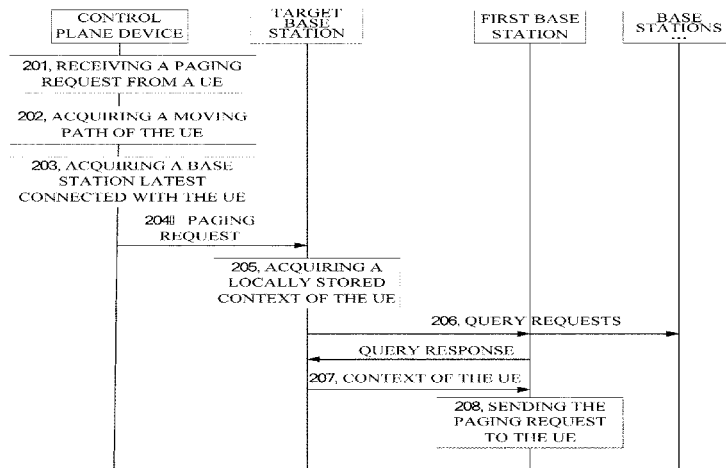 CONTROL
PLANE DEVICE
TARGET
BASE
STATION
FIRST BASE
STATION
BASE
STATIONS
...
201, RECEIVING A PAGING
REQUEST FROM A UE
202, ACQUIRING A MOVING
PATH OF THE UE
203, ACQUIRING A BASE
STATION LATEST
CONNECTED WITH THE UE
204▯ PAGING
REQUEST
205, ACQUIRING A
LOCALLY STORED
CONTEXT OF THE UE
206, QUERY REQUESTS
QUERY RESPONSE
207, CONTEXT OF THE UE
208, SENDING THE
PAGING REQUEST
TO THE UE